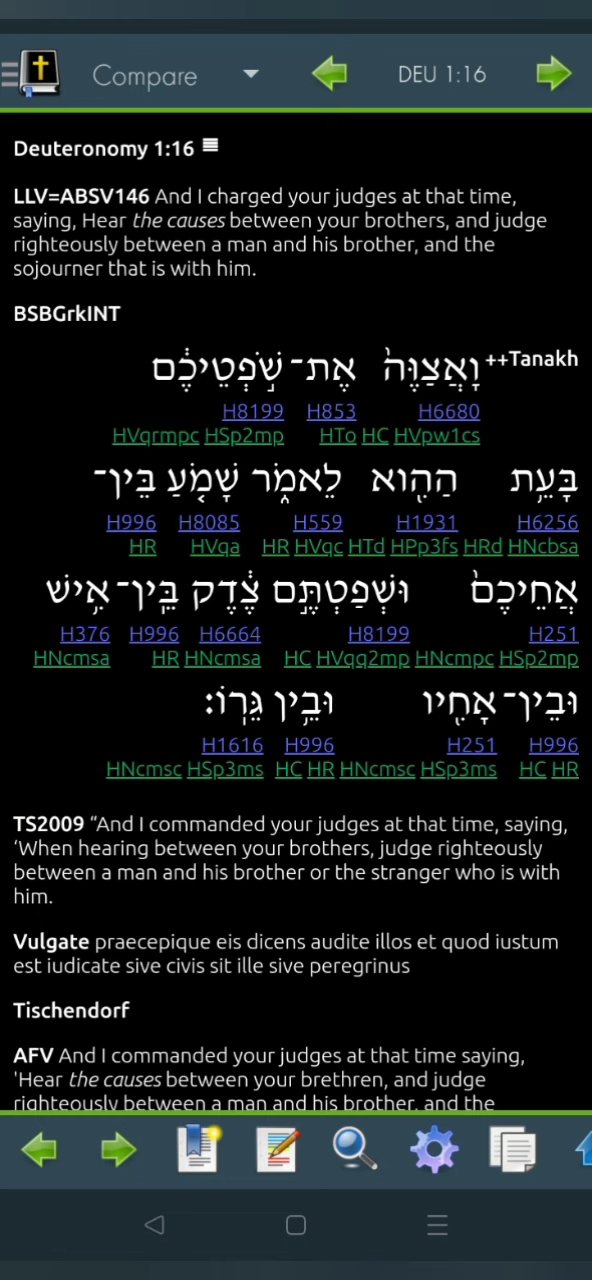 Compare
DEU 1:16
Deuteronomy 1:16
LLV=ABSV146 And I charged your judges at that time,
saying, Hear the causes between your brothers, and judge
righteously between a man and his brother, and the
sojourner that is with him.
BSBGrkINT
++Tanakh וָאֲצַוֶּה֙ אֶת־שֹׁ֣פְטֵיכֶ֔ם
H8199 H853 H6680
HVqrmpc HSp2mp HTo HC HVpw1cs
בָּעֵ֥ת הַהִ֖וא לֵאמֹ֑ר שָׁמֹ֤עַ בֵּין־
H996 H8085 H559 H1931 H6256
HR HVqa HR HVqc HTd HPp3fs HRd HNcbsa
אֲחֵיכֶם֙ וּשְׁפַטְתֶּ֣ם צֶ֔דֶק בֵּֽין־אִ֥ישׁ
H376 H996 H6664 H8199 H251
HNcmsa HR HNcmsa HC HVqq2mp HNcmpc HSp2mp
וּבֵין־אָחִ֖יו וּבֵ֥ין גֵּרֽוֹ׃
H1616 H996 H251 H996
HNcmsc HSp3ms HC HR HNcmsc HSp3ms HC HR
TS2009 “And I commanded your judges at that time, saying,
‘When hearing between your brothers, judge righteously
between a man and his brother or the stranger who is with
him.
Vulgate praecepique eis dicens audite illos et quod iustum
est iudicate sive civis sit ille sive peregrinus
Tischendorf
AFV And I commanded your judges at that time saying,
'Hear the causes between your brethren, and judge
righteously between a man and his brother, and the